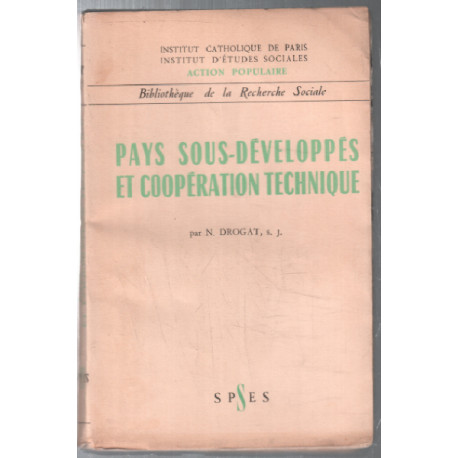 INSTITUT CATHOLIQUE DE PARIS
INSTITUT D'ÉTUDES SOCIALES
ACTION POPULAIRE
Bibliothèque de la Recherche Sociale
PAYS SOUS-DÉVELOPPÉS
ET COOPÉRATION TECHNIQUE
par N. DROGAT, s. j.
SPES